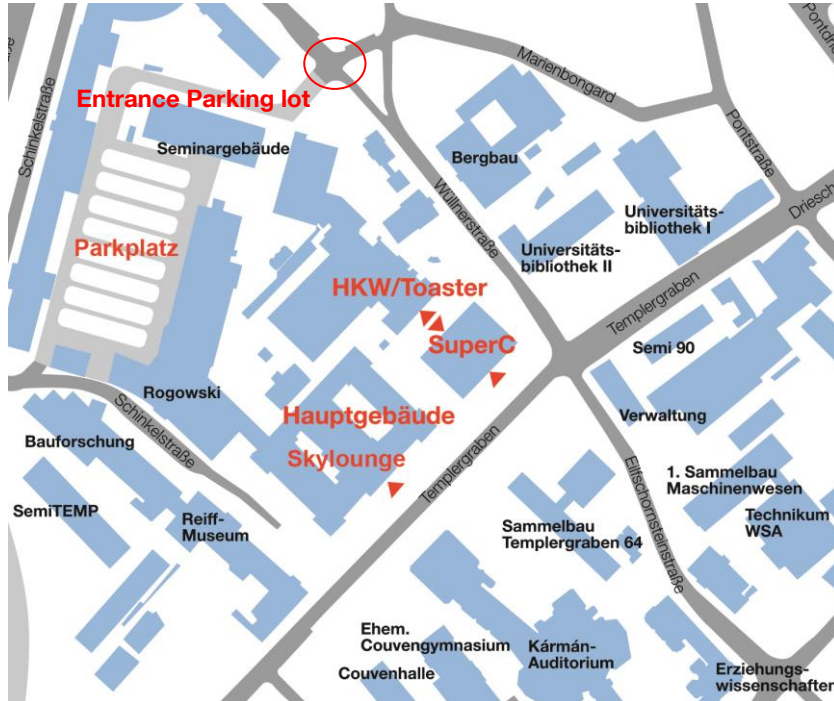 Schinkelstraße
Entrance Parking lot
Marienbongard
Pontstraße
Seminargebäude
Bergbau
Wüllnerstraße
Driesch
Universitäts-
bibliothek I
Parkplatz
Universitäts-
bibliothek II
HKW/Toaster
Templergraben
SuperC
Semi 90
Rogowski
Hauptgebäude
Verwaltung
Schinkelstraße
Bauforschung
Skylounge
Templergraben
1. Sammelbau
Maschinenwesen
SemiTEMP
Reiff-
Museum
Sammelbau
Templergraben 64
Eilfschornsteinstraße
Technikum
WSA
Ehem.
Couvengymnasium
Couvenhalle
Kármán-
Auditorium
Erziehungs-
wissenschaften